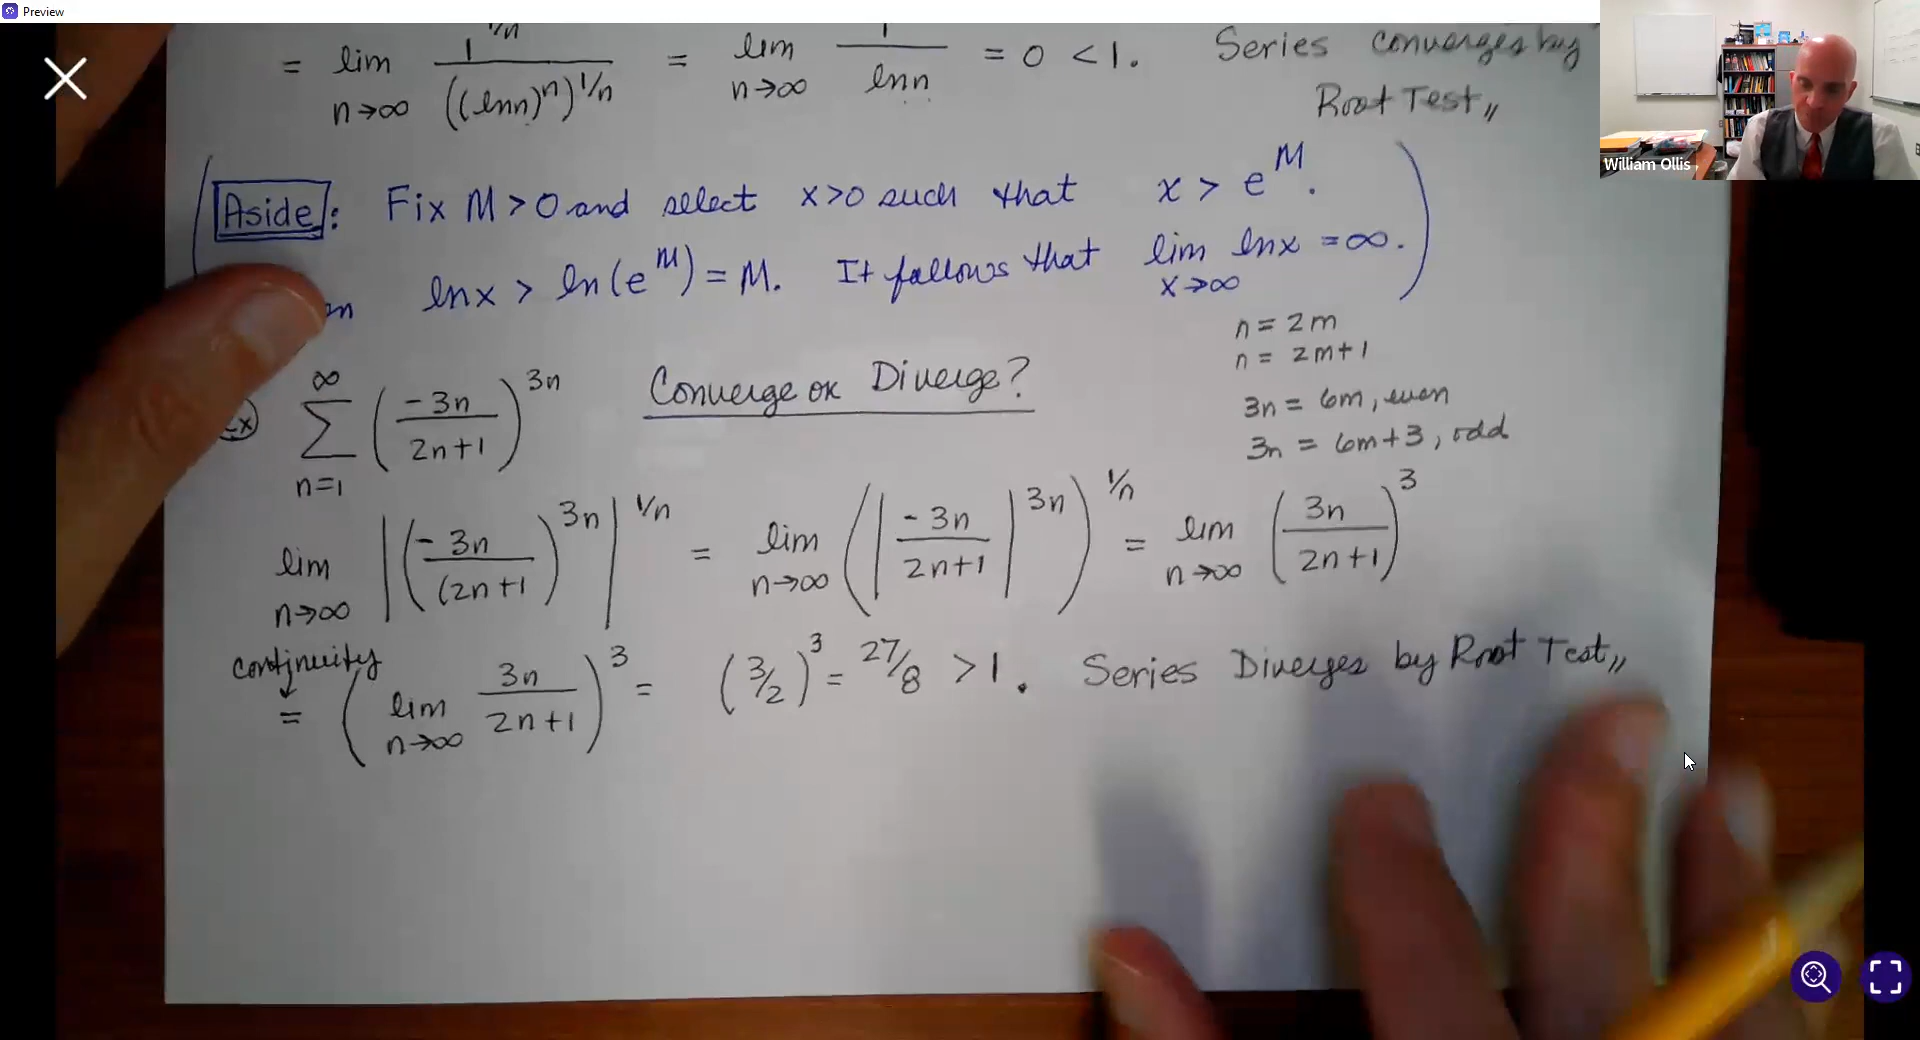 Preview
= lim n→∞ 1^{1/n} / ((lnn)^n)^{1/n} = lim n→∞ 1 / lnn = 0 < 1. Series converges by
Root Test,,
William Ollis
(Aside: Fix M > 0 and select x>0 such that x > e^M.
lnx > ln(e^M) = M. It follows that lim x→∞ lnx = ∞.)
n = 2m
n = 2m+1
3n = 6m, even
3n = 6m+3, odd
Ex ∑_{n=1}^{∞} (-3n / 2n+1)^{3n} Converge or Diverge?
lim n→∞ |(-3n / (2n+1)^{3n}|^{1/n} = lim n→∞ (|-3n / 2n+1|^{3n})^{1/n} = lim n→∞ (3n / 2n+1)^3
continuity
↓
= (lim n→∞ 3n / 2n+1)^3 = (3/2)^3 = 27/8 > 1. Series Diverges by Root Test,,